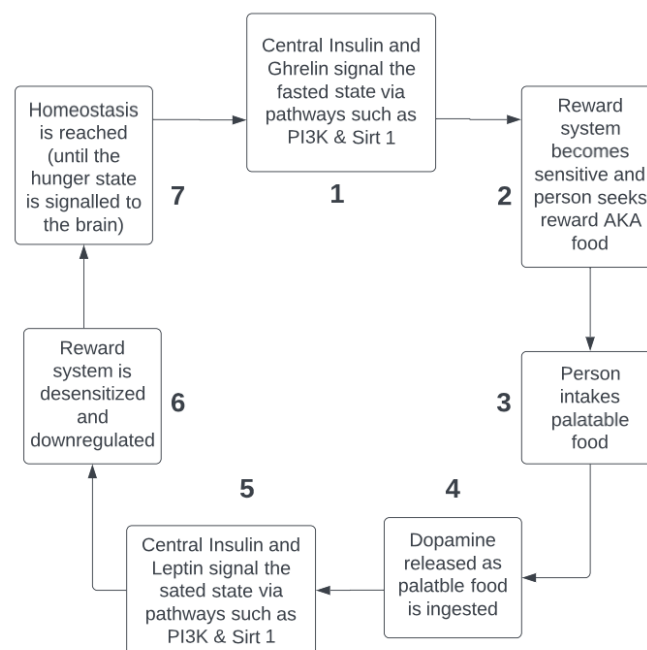 Central Insulin and
Ghrelin signal the
fasted state via
pathways such as
PI3K & Sirt 1
1
Reward
system
becomes
sensitive and
person seeks
reward AKA
food
2
Person
intakes
palatable
food
3
Dopamine
released as
palatble food
is ingested
4
Central Insulin and
Leptin signal the
sated state via
pathways such as
PI3K & Sirt 1
5
Reward
system is
desensitized
and
downregulated
6
Homeostasis
is reached
(until the
hunger state
is signalled to
the brain)
7